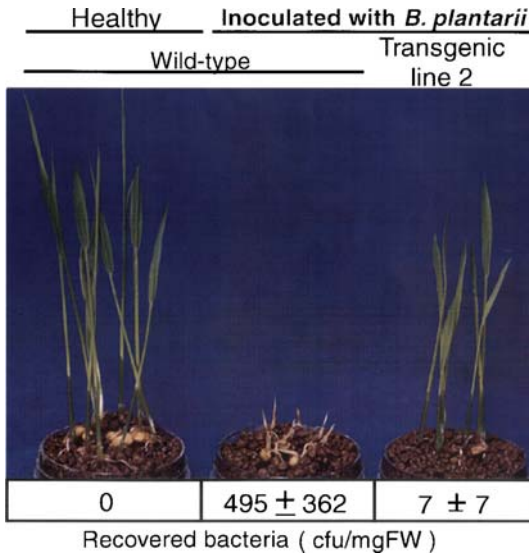 Healthy
Inoculated with B. plantarii
Wild-type
Transgenic
line 2
0
495 ± 362
7 ± 7
Recovered bacteria ( cfu/mgFW )